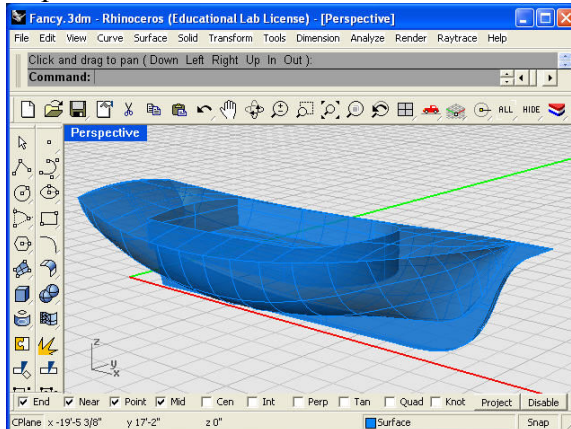 Fancy.3dm - Rhinoceros (Educational Lab License) - [Perspective]
File Edit View Curve Surface Solid Transform Tools Dimension Analyze Render Raytrace Help
Click and drag to pan ( Down Left Right Up In Out ):
Command:
ALL HIDE
Perspective
z
y
x
End Near Point Mid Cen Int Perp Tan Quad Knot Project Disable
CPlane x -19'-5 3/8" y 17'-2" z 0" Surface Snap